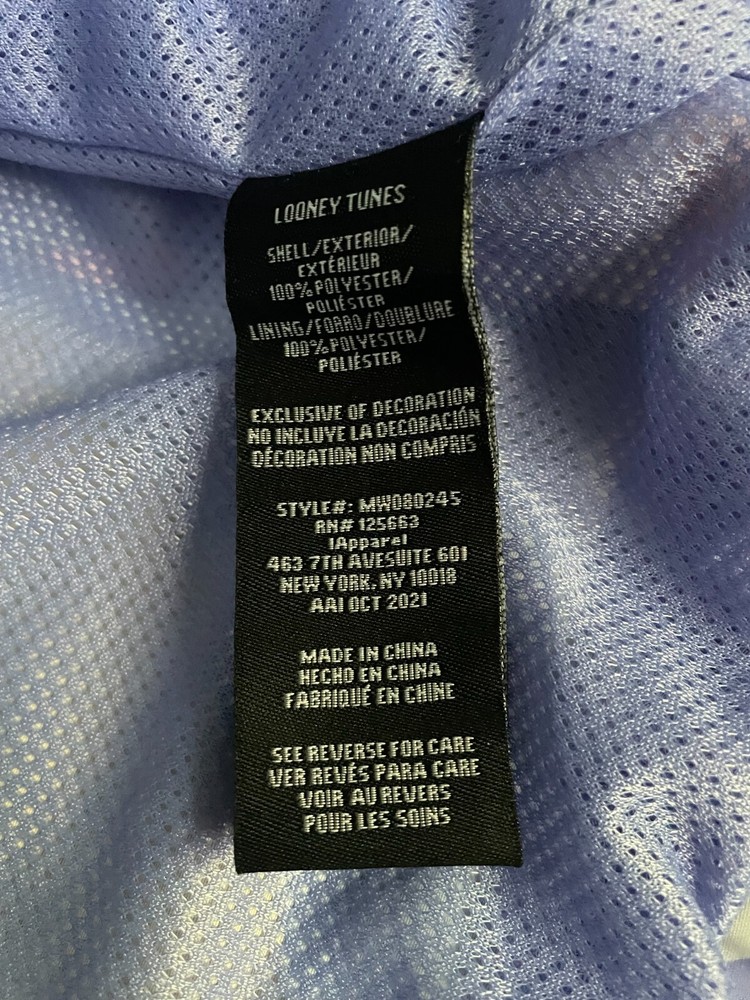 LOONEY TUNES
SHELL/EXTERIOR/
EXTÉRIEUR
100% POLYESTER/
POLIÉSTER
LINING/FORRO/DOUBLURE
100% POLYESTER/
POLIÉSTER
EXCLUSIVE OF DECORATION
NO INCLUYE LA DECORACIÓN
DÉCORATION NON COMPRIS
STYLE#: MW080245
RN# 125663
IApparel
463 7TH AVESUITE 601
NEW YORK, NY 10018
AAI OCT 2021
MADE IN CHINA
HECHO EN CHINA
FABRIQUÉ EN CHINE
SEE REVERSE FOR CARE
VER REVÉS PARA CARE
VOIR AU REVERS
POUR LES SOINS